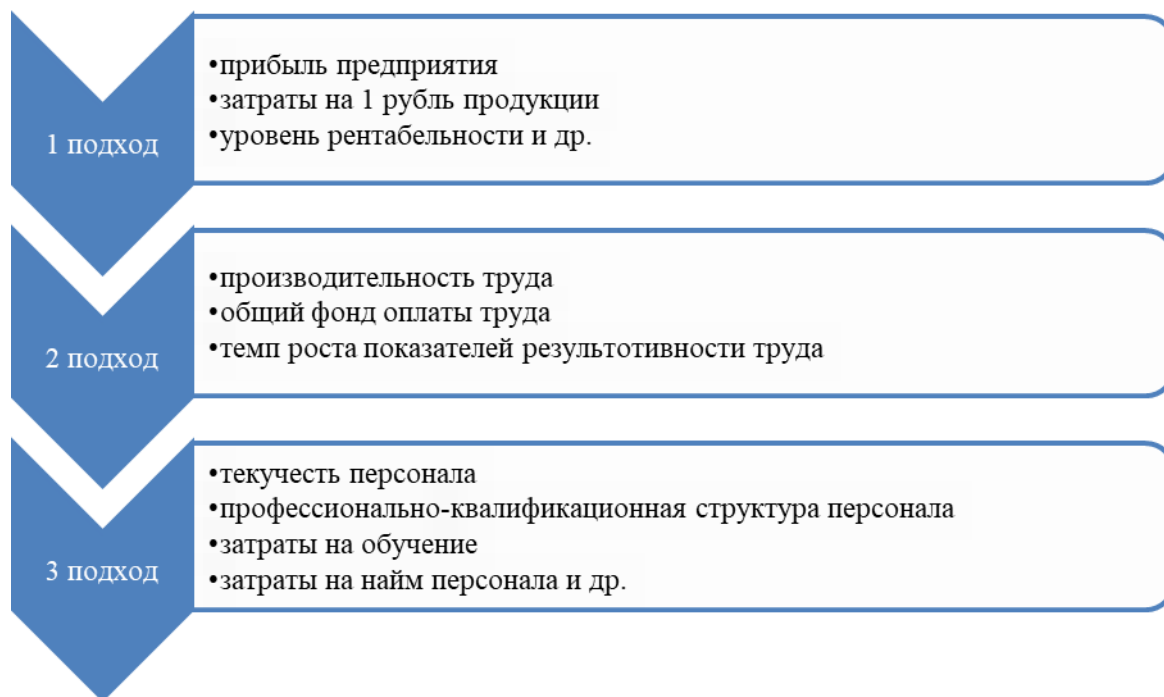 1 подход
•прибыль предприятия
•затраты на 1 рубль продукции
•уровень рентабельности и др.
2 подход
•производительность труда
•общий фонд оплаты труда
•темп роста показателей результотивности труда
3 подход
•текучесть персонала
•профессионально-квалификационная структура персонала
•затраты на обучение
•затраты на найм персонала и др.